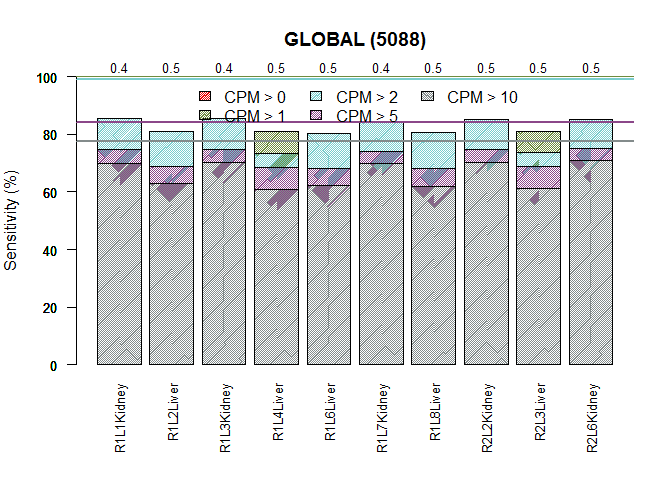 GLOBAL (5088)
0.4 0.5 0.4 0.5 0.5 0.4 0.5 0.5 0.5 0.5
CPM > 0 CPM > 2 CPM > 10
CPM > 1 CPM > 5
100
80
60
40
20
0
Sensitivity (%)
R1L1Kidney
R1L2Liver
R1L3Kidney
R1L4Liver
R1L6Liver
R1L7Kidney
R1L8Liver
R2L2Kidney
R2L3Liver
R2L6Kidney